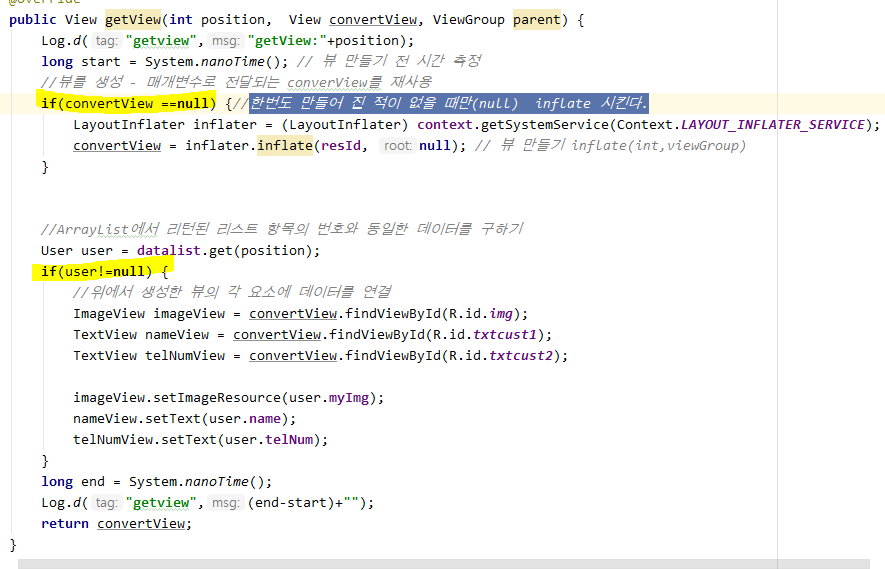 @Override
public View getView(int position,  View convertView, ViewGroup parent) {
    Log.d( tag: "getview", msg: "getView:"+position);
    long start = System.nanoTime(); // 뷰 만들기 전 시간 측정
    //뷰를 생성 - 매개변수로 전달되는 converView를 재사용
    if(convertView ==null) {//한번도 만들어 진 적이 없을 때만(null)  inflate 시킨다.
        LayoutInflater inflater = (LayoutInflater) context.getSystemService(Context.LAYOUT_INFLATER_SERVICE);
        convertView = inflater.inflate(resId, root: null); // 뷰 만들기 inflate(int,viewGroup)
    }
    //ArrayList에서 리턴된 리스트 항목의 번호와 동일한 데이터를 구하기
    User user = datalist.get(position);
    if(user!=null) {
        //위에서 생성한 뷰의 각 요소에 데이터를 연결
        ImageView imageView = convertView.findViewById(R.id.img);
        TextView nameView = convertView.findViewById(R.id.txtcust1);
        TextView telNumView = convertView.findViewById(R.id.txtcust2);
        imageView.setImageResource(user.myImg);
        nameView.setText(user.name);
        telNumView.setText(user.telNum);
    }
    long end = System.nanoTime();
    Log.d( tag: "getview", msg: (end-start)+"");
    return convertView;
}